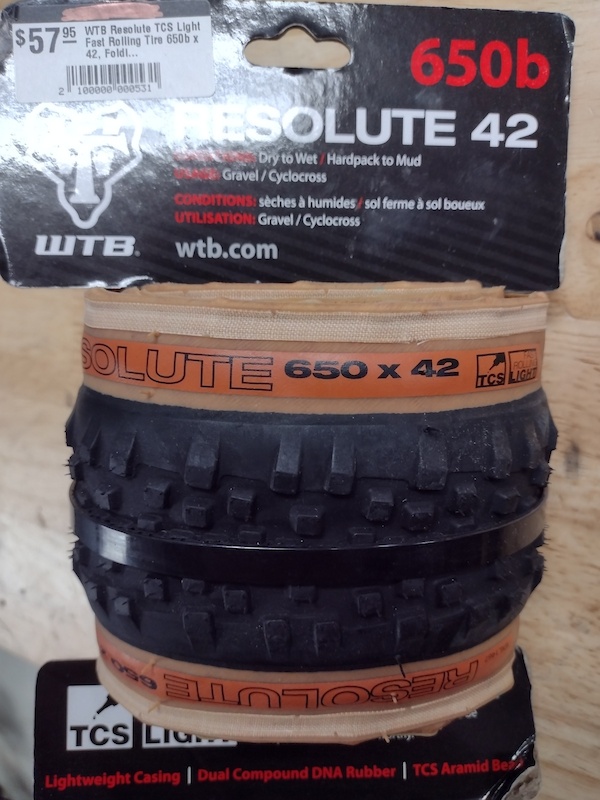 $57.95
WTB Resolute TCS Light
Fast Rolling Tire 650b x
42, Foldi...
2 100000 000531
650b
RESOLUTE 42
Dry to Wet / Hardpack to Mud
Gravel / Cyclocross
CONDITIONS: sèches à humides / sol ferme à sol boueux
UTILISATION: Gravel / Cyclocross
WTB.
wtb.com
SOLUTE 650 x 42 TCS LIGHT
RESOLUTE 650 x
TCS LIGHT
Lightweight Casing | Dual Compound DNA Rubber | TCS Aramid Bead